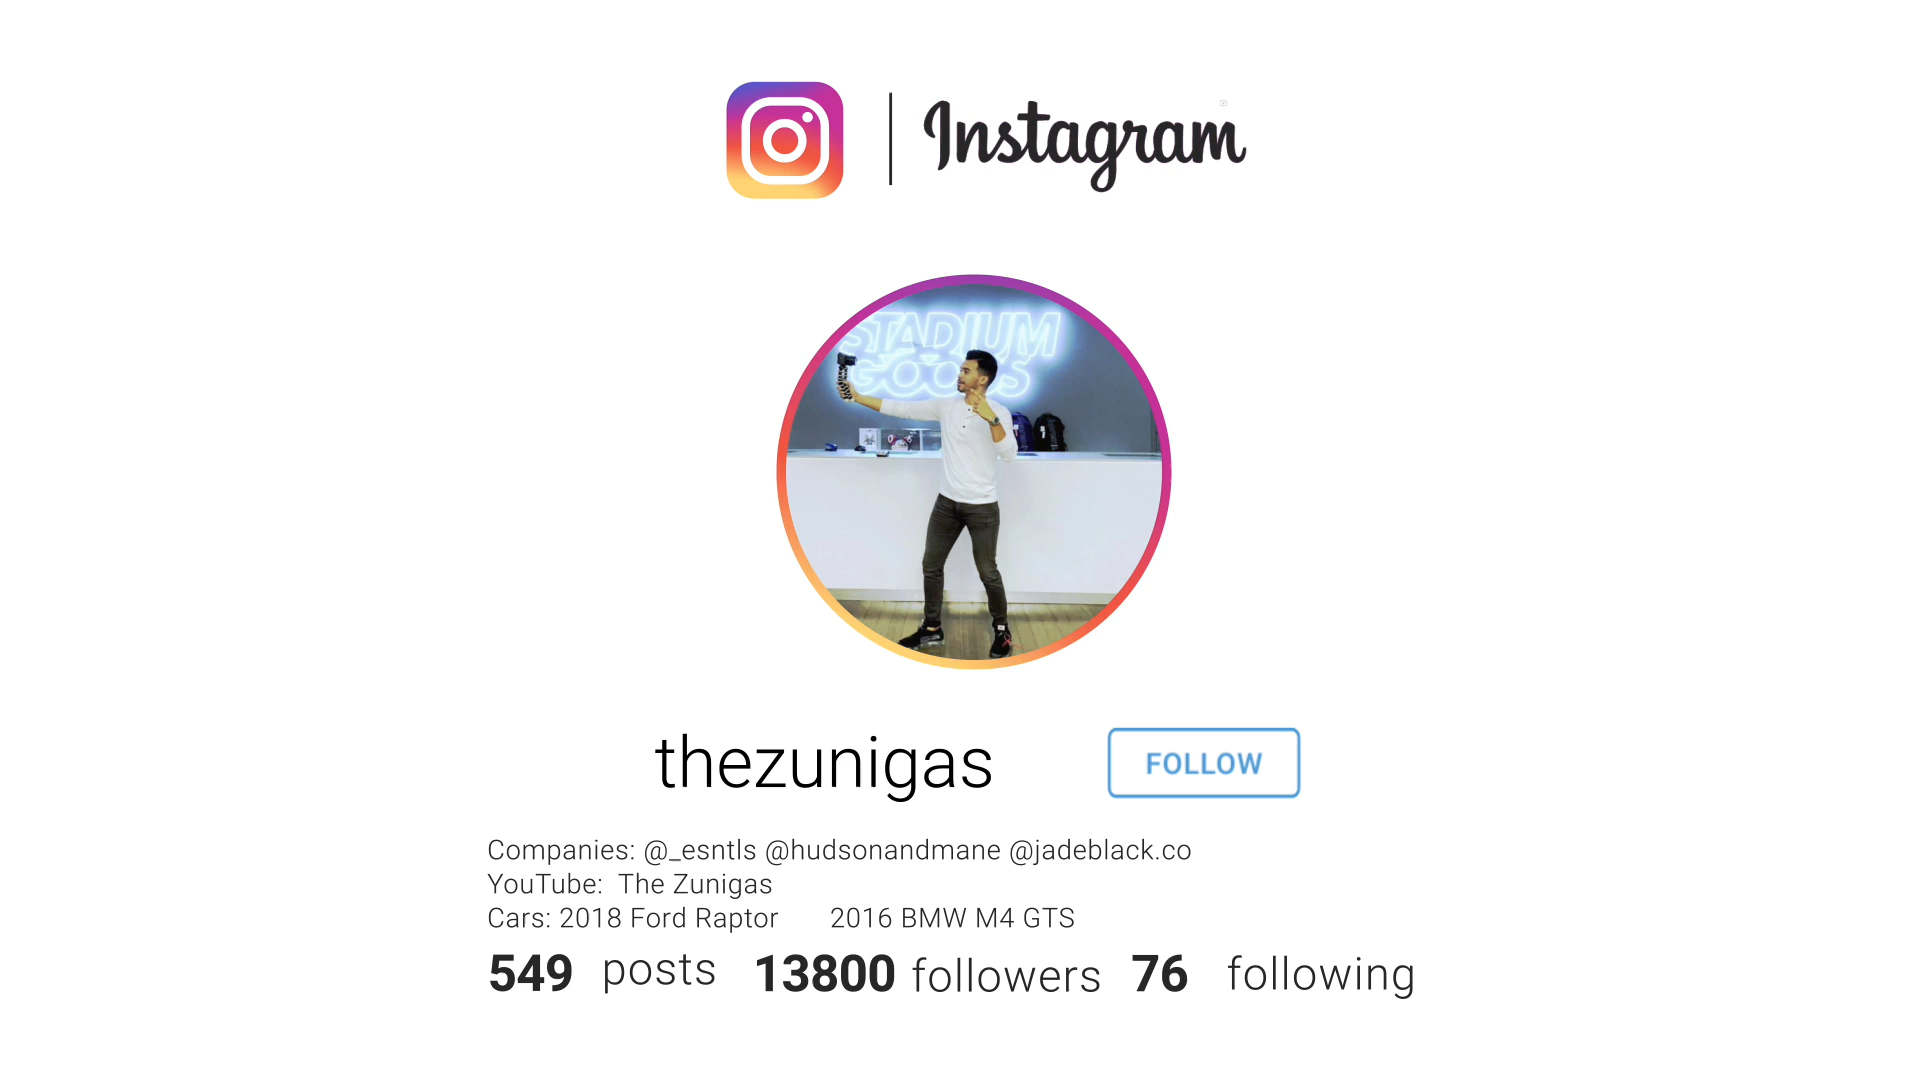 Instagram
STADIUM
GOODS
thezunigas
FOLLOW
Companies: @_esntls @hudsonandmane @jadeblack.co
YouTube: The Zunigas
Cars: 2018 Ford Raptor 2016 BMW M4 GTS
549 posts 13800 followers 76 following